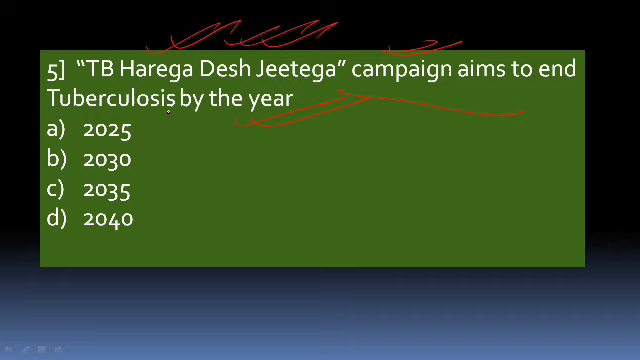 5] “TB Harega Desh Jeetega” campaign aims to end
Tuberculosis by the year
a) 2025
b) 2030
c) 2035
d) 2040